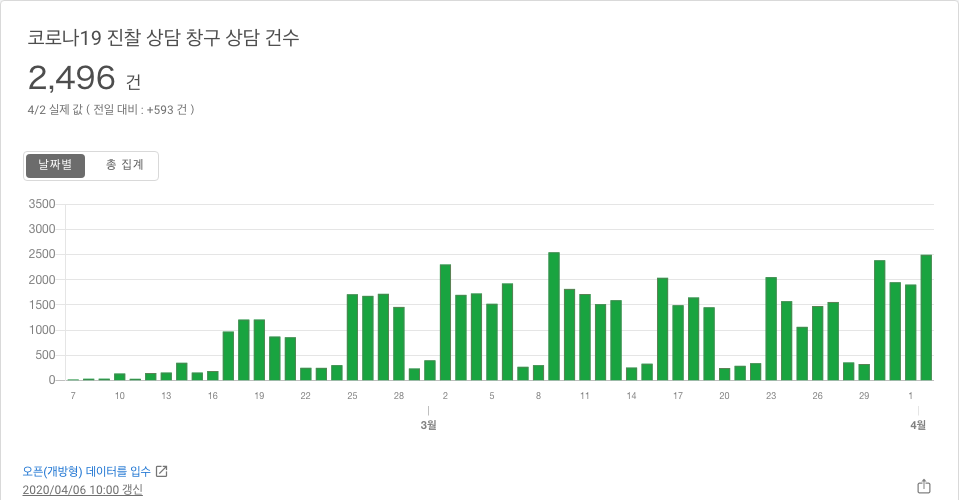 코로나19 진찰 상담 창구 상담 건수
2,496 건
4/2 실제 값 ( 전일 대비 : +593 건 )
날짜별 총 집계
3500
3000
2500
2000
1500
1000
500
0
7 10 13 16 19 22 25 28 2 5 8 11 14 17 20 23 26 29 1
3월 4월
오픈(개방형) 데이터를 입수
2020/04/06 10:00 갱신